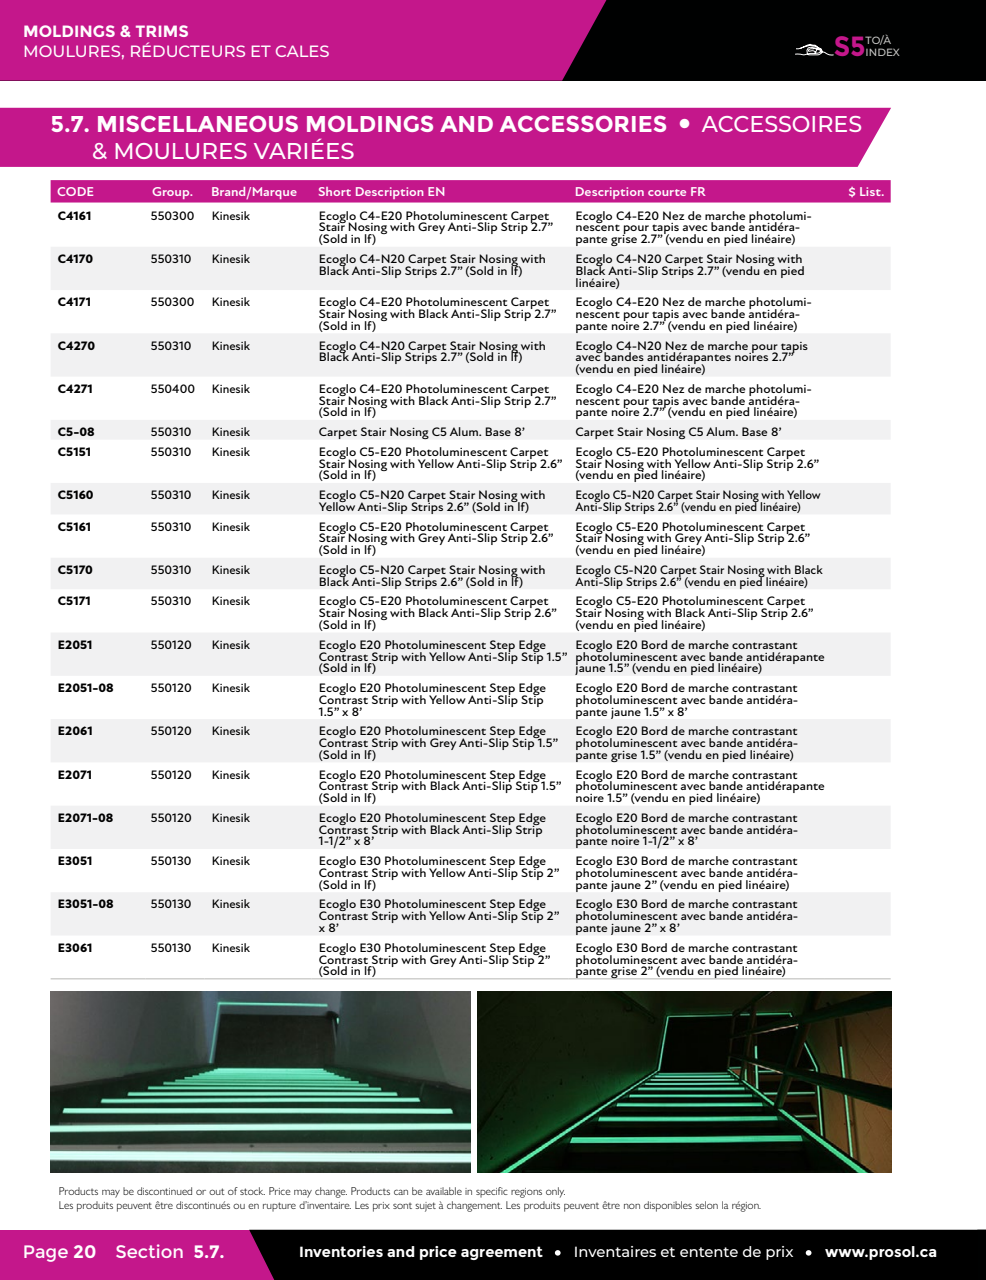 MOLDINGS & TRIMS
MOULURES, RÉDUCTEURS ET CALES
S5 TO/À INDEX
5.7. MISCELLANEOUS MOLDINGS AND ACCESSORIES • ACCESSOIRES
& MOULURES VARIÉES
CODE Group. Brand/Marque Short Description EN Description courte FR $ List.
C4161 550300 Kinesik Ecoglo C4-E20 Photoluminescent Carpet Ecoglo C4-E20 Nez de marche photolumi-
Stair Nosing with Grey Anti-Slip Strip 2.7” nescent pour tapis avec bande antidéra-
(Sold in lf) pante grise 2.7” (vendu en pied linéaire)
C4170 550310 Kinesik Ecoglo C4-N20 Carpet Stair Nosing with Ecoglo C4-N20 Carpet Stair Nosing with
Black Anti-Slip Strips 2.7” (Sold in lf) Black Anti-Slip Strips 2.7” (vendu en pied
linéaire)
C4171 550300 Kinesik Ecoglo C4-E20 Photoluminescent Carpet Ecoglo C4-E20 Nez de marche photolumi-
Stair Nosing with Black Anti-Slip Strip 2.7” nescent pour tapis avec bande antidéra-
(Sold in lf) pante noire 2.7” (vendu en pied linéaire)
C4270 550310 Kinesik Ecoglo C4-N20 Carpet Stair Nosing with Ecoglo C4-N20 Nez de marche pour tapis
Black Anti-Slip Strips 2.7” (Sold in lf) avec bandes antidérapantes noires 2.7”
(vendu en pied linéaire)
C4271 550400 Kinesik Ecoglo C4-E20 Photoluminescent Carpet Ecoglo C4-E20 Nez de marche photolumi-
Stair Nosing with Black Anti-Slip Strip 2.7” nescent pour tapis avec bande antidéra-
(Sold in lf) pante noire 2.7” (vendu en pied linéaire)
C5-08 550310 Kinesik Carpet Stair Nosing C5 Alum. Base 8’ Carpet Stair Nosing C5 Alum. Base 8’
C5151 550310 Kinesik Ecoglo C5-E20 Photoluminescent Carpet Ecoglo C5-E20 Photoluminescent Carpet
Stair Nosing with Yellow Anti-Slip Strip 2.6” Stair Nosing with Yellow Anti-Slip Strip 2.6”
(Sold in lf) (vendu en pied linéaire)
C5160 550310 Kinesik Ecoglo C5-N20 Carpet Stair Nosing with Ecoglo C5-N20 Carpet Stair Nosing with Yellow
Yellow Anti-Slip Strips 2.6” (Sold in lf) Anti-Slip Strips 2.6” (vendu en pied linéaire)
C5161 550310 Kinesik Ecoglo C5-E20 Photoluminescent Carpet Ecoglo C5-E20 Photoluminescent Carpet
Stair Nosing with Grey Anti-Slip Strip 2.6” Stair Nosing with Grey Anti-Slip Strip 2.6”
(Sold in lf) (vendu en pied linéaire)
C5170 550310 Kinesik Ecoglo C5-N20 Carpet Stair Nosing with Ecoglo C5-N20 Carpet Stair Nosing with Black
Black Anti-Slip Strips 2.6” (Sold in lf) Anti-Slip Strips 2.6” (vendu en pied linéaire)
C5171 550310 Kinesik Ecoglo C5-E20 Photoluminescent Carpet Ecoglo C5-E20 Photoluminescent Carpet
Stair Nosing with Black Anti-Slip Strip 2.6” Stair Nosing with Black Anti-Slip Strip 2.6”
(Sold in lf) (vendu en pied linéaire)
E2051 550120 Kinesik Ecoglo E20 Photoluminescent Step Edge Ecoglo E20 Bord de marche contrastant
Contrast Strip with Yellow Anti-Slip Stip 1.5” photoluminescent avec bande antidérapante
(Sold in lf) jaune 1.5” (vendu en pied linéaire)
E2051-08 550120 Kinesik Ecoglo E20 Photoluminescent Step Edge Ecoglo E20 Bord de marche contrastant
Contrast Strip with Yellow Anti-Slip Stip photoluminescent avec bande antidéra-
1.5” x 8’ pante jaune 1.5” x 8’
E2061 550120 Kinesik Ecoglo E20 Photoluminescent Step Edge Ecoglo E20 Bord de marche contrastant
Contrast Strip with Grey Anti-Slip Stip 1.5” photoluminescent avec bande antidéra-
(Sold in lf) pante grise 1.5” (vendu en pied linéaire)
E2071 550120 Kinesik Ecoglo E20 Photoluminescent Step Edge Ecoglo E20 Bord de marche contrastant
Contrast Strip with Black Anti-Slip Stip 1.5” photoluminescent avec bande antidérapante
(Sold in lf) noire 1.5” (vendu en pied linéaire)
E2071-08 550120 Kinesik Ecoglo E20 Photoluminescent Step Edge Ecoglo E20 Bord de marche contrastant
Contrast Strip with Black Anti-Slip Strip photoluminescent avec bande antidéra-
1-1/2” x 8’ pante noire 1-1/2” x 8’
E3051 550130 Kinesik Ecoglo E30 Photoluminescent Step Edge Ecoglo E30 Bord de marche contrastant
Contrast Strip with Yellow Anti-Slip Stip 2” photoluminescent avec bande antidéra-
(Sold in lf) pante jaune 2” (vendu en pied linéaire)
E3051-08 550130 Kinesik Ecoglo E30 Photoluminescent Step Edge Ecoglo E30 Bord de marche contrastant
Contrast Strip with Yellow Anti-Slip Stip 2” photoluminescent avec bande antidéra-
x 8’ pante jaune 2” x 8’
E3061 550130 Kinesik Ecoglo E30 Photoluminescent Step Edge Ecoglo E30 Bord de marche contrastant
Contrast Strip with Grey Anti-Slip Stip 2” photoluminescent avec bande antidéra-
(Sold in lf) pante grise 2” (vendu en pied linéaire)
Products may be discontinued or out of stock. Price may change. Products can be available in specific regions only.
Les produits peuvent être discontinués ou en rupture d’inventaire. Les prix sont sujet à changement. Les produits peuvent être non disponibles selon la région.
Page 20 Section 5.7. Inventories and price agreement • Inventaires et entente de prix • www.prosol.ca